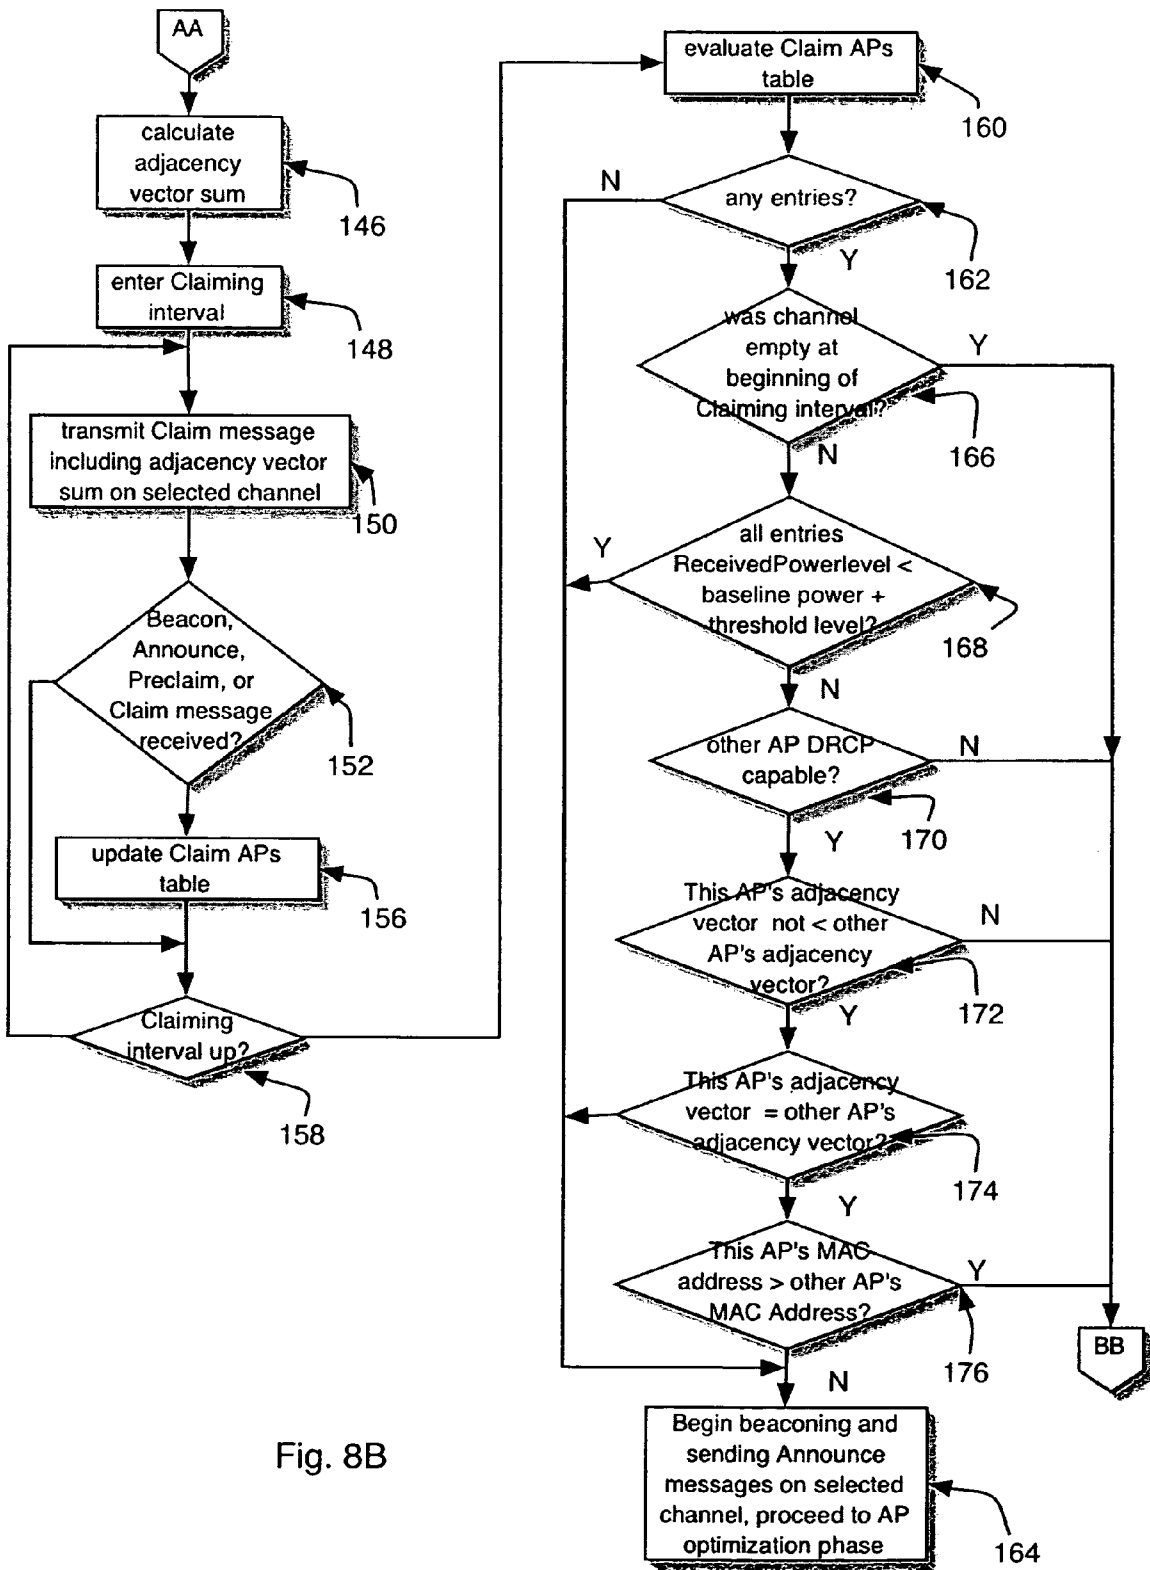 AA
calculate
adjacency
vector sum
146
enter Claiming
interval
148
transmit Claim message
including adjacency vector
sum on selected channel
150
Beacon,
Announce,
Preclaim, or
Claim message
received?
152
update Claim APs
table
156
Claiming
interval up?
158
evaluate Claim APs
table
160
any entries?
N
Y
162
was channel
empty at
beginning of
Claiming interval?
Y
N
166
all entries
ReceivedPowerlevel <
baseline power +
threshold level?
Y
N
168
other AP DRCP
capable?
N
Y
170
This AP's adjacency
vector not < other
AP's adjacency
vector?
N
Y
172
This AP's adjacency
vector = other AP's
adjacency vector?
Y
174
This AP's MAC
address > other AP's
MAC Address?
Y
N
176
BB
Begin beaconing and
sending Announce
messages on selected
channel, proceed to AP
optimization phase
164
Fig. 8B